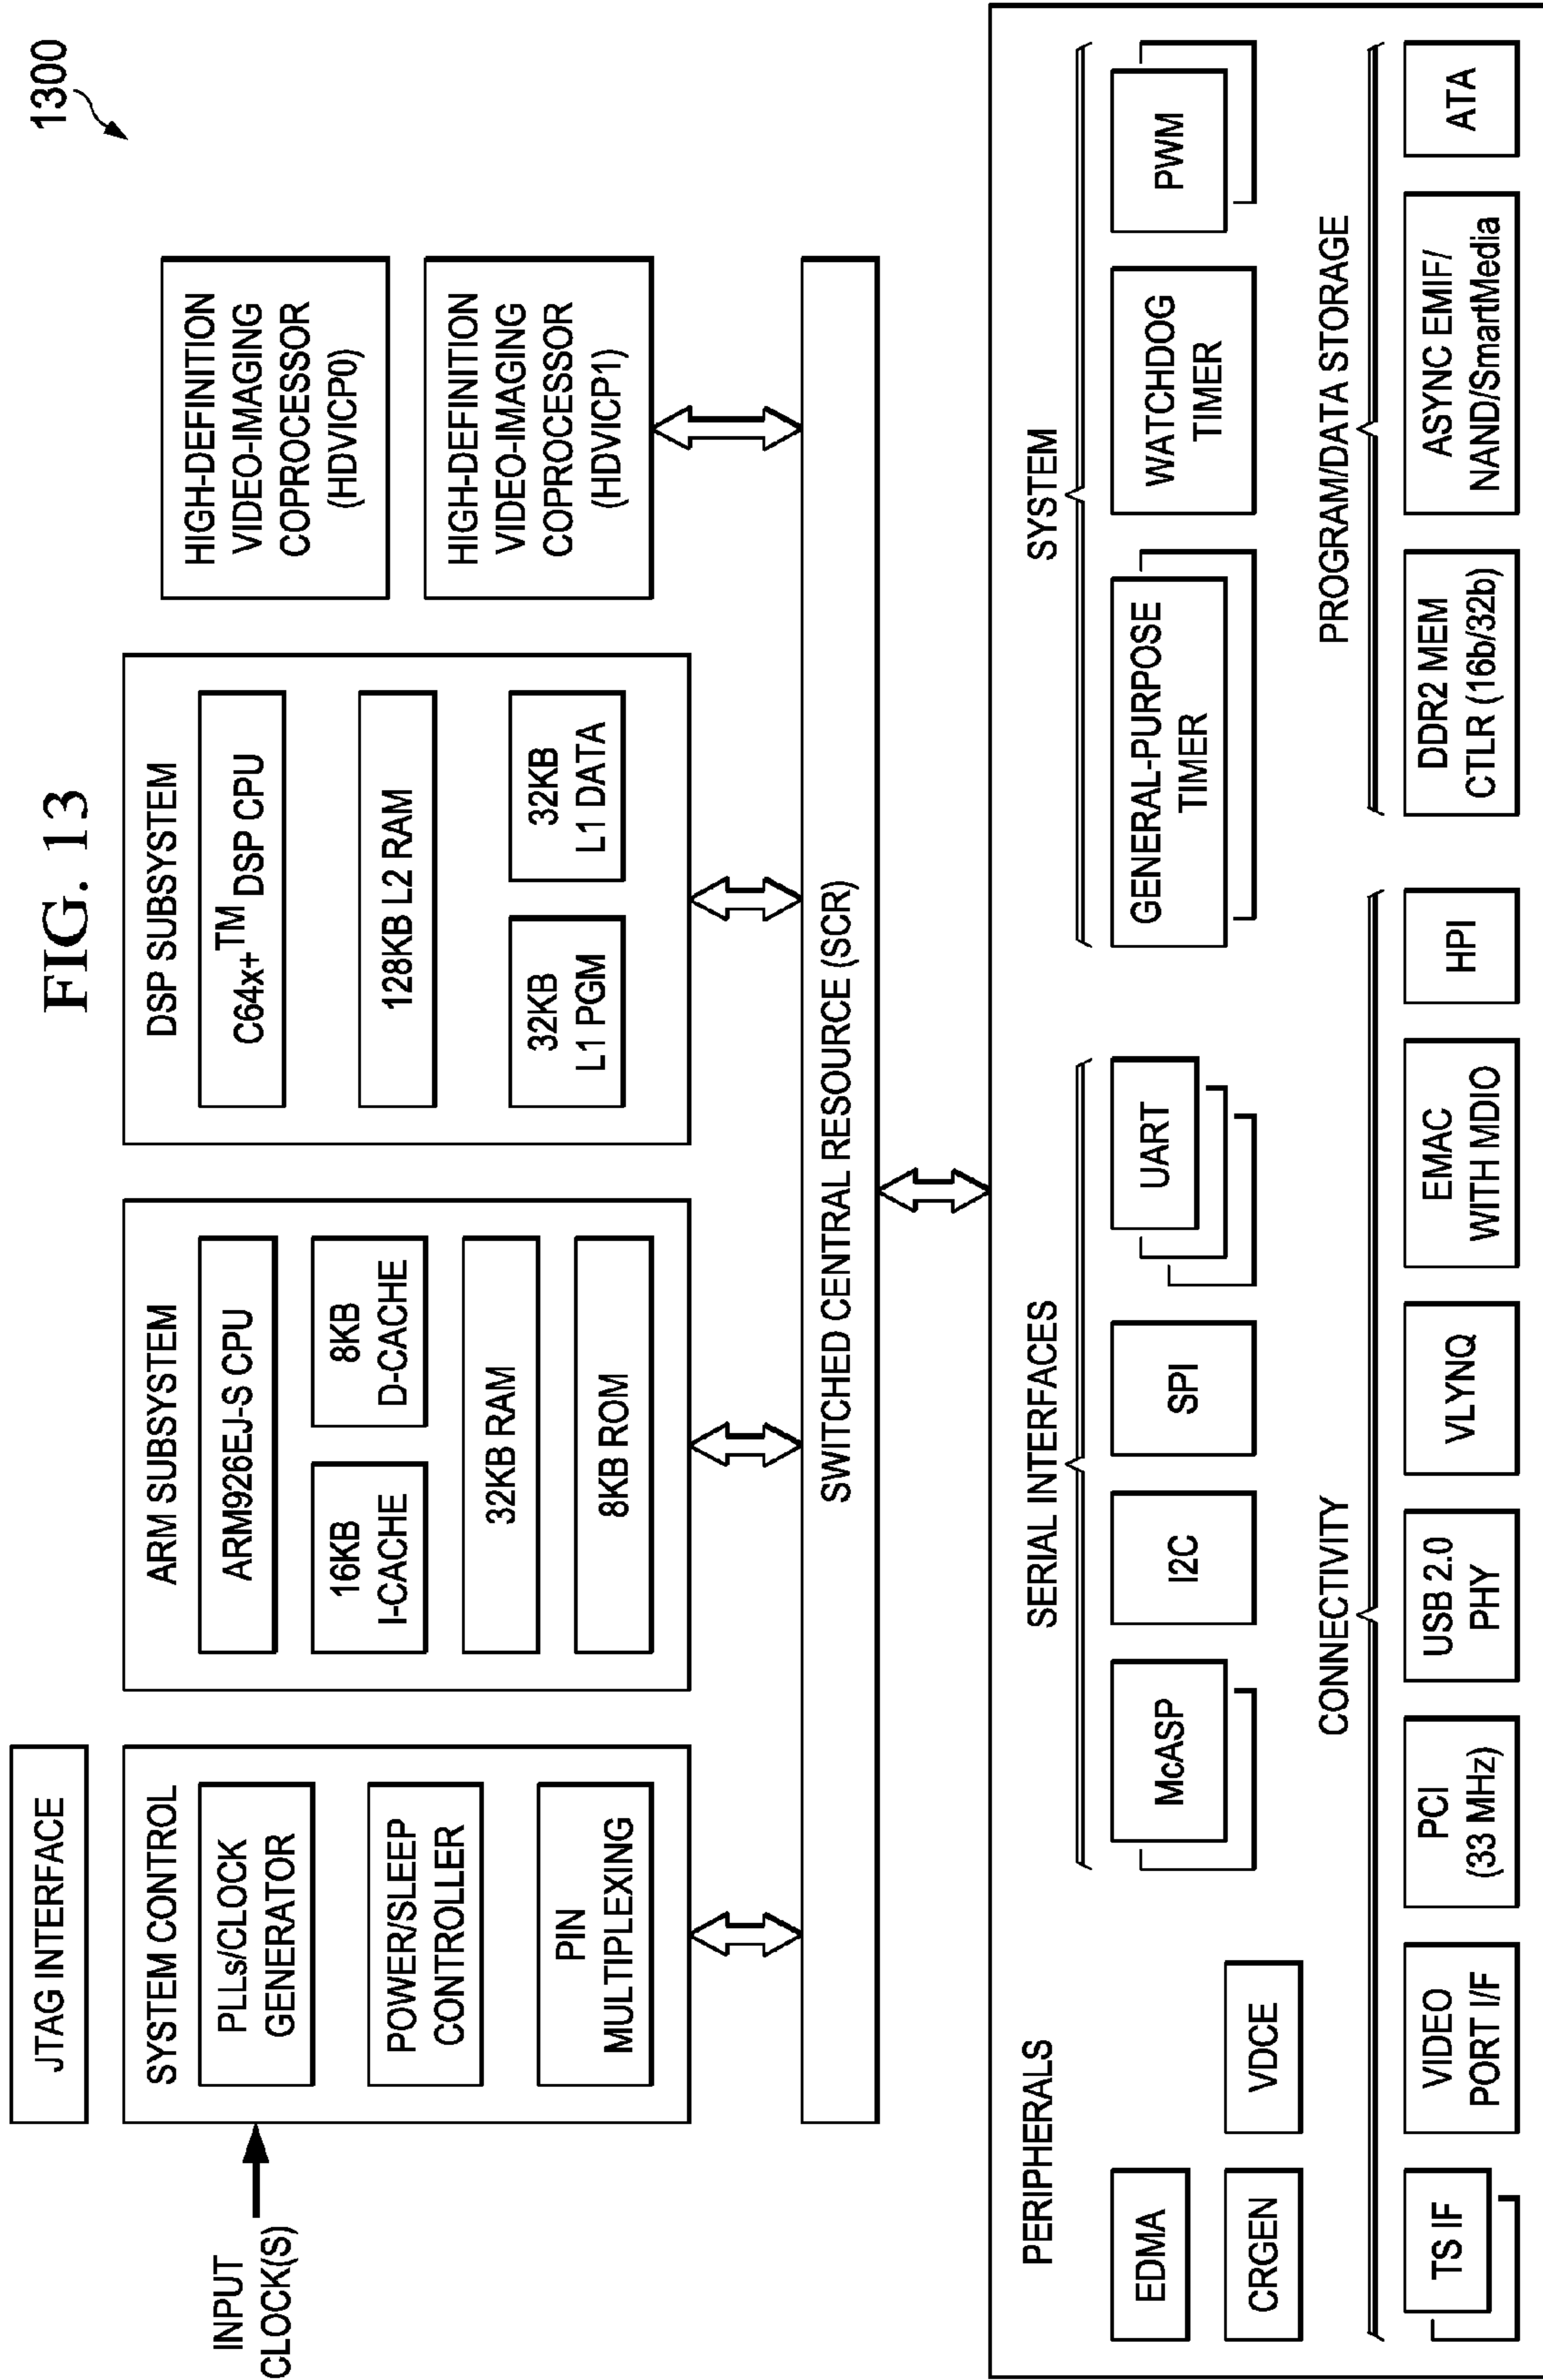 FIG. 13
1300
JTAG INTERFACE
INPUT
CLOCK(S)
SYSTEM CONTROL
PLLs/CLOCK
GENERATOR
POWER/SLEEP
CONTROLLER
PIN
MULTIPLEXING
ARM SUBSYSTEM
ARM926EJ-S CPU
16KB
I-CACHE
8KB
D-CACHE
32KB RAM
8KB ROM
DSP SUBSYSTEM
C64x+TM DSP CPU
128KB L2 RAM
32KB
L1 PGM
32KB
L1 DATA
HIGH-DEFINITION
VIDEO-IMAGING
COPROCESSOR
(HDVICP0)
HIGH-DEFINITION
VIDEO-IMAGING
COPROCESSOR
(HDVICP1)
SWITCHED CENTRAL RESOURCE (SCR)
PERIPHERALS
EDMA
CRGEN
VDCE
SERIAL INTERFACES
McASP
I2C
SPI
UART
SYSTEM
GENERAL-PURPOSE
TIMER
WATCHDOG
TIMER
PWM
CONNECTIVITY
TS IF
VIDEO
PORT I/F
PCI
(33 MHz)
USB 2.0
PHY
VLYNQ
EMAC
WITH MDIO
HPI
PROGRAM/DATA STORAGE
DDR2 MEM
CTLR (16b/32b)
ASYNC EMIF/
NAND/SmartMedia
ATA